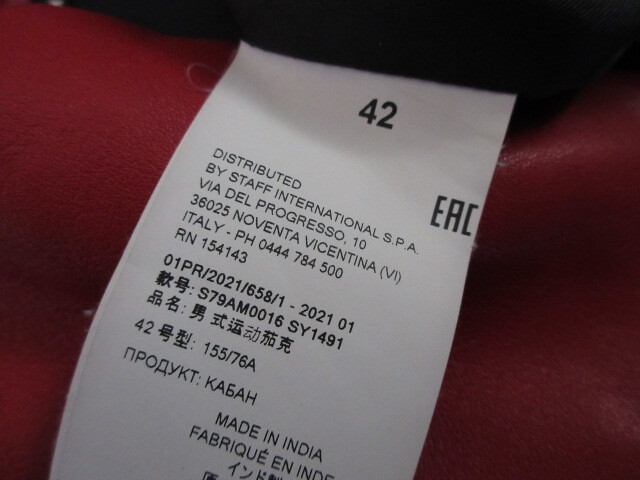 42
DISTRIBUTED
BY STAFF INTERNATIONAL S.P.A.
VIA DEL PROGRESSO, 10
36025 NOVENTA VICENTINA (VI)
ITALY - PH 0444 784 500
RN 154143
EAC
01PR/2021/658/1 - 2021 01
款号: S79AM0016 SY1491
品名: 男 式运动茄克
42 号型: 155/76A
ПРОДУКТ: КАБАН
MADE IN INDIA
FABRIQUÉ EN INDE
インド製